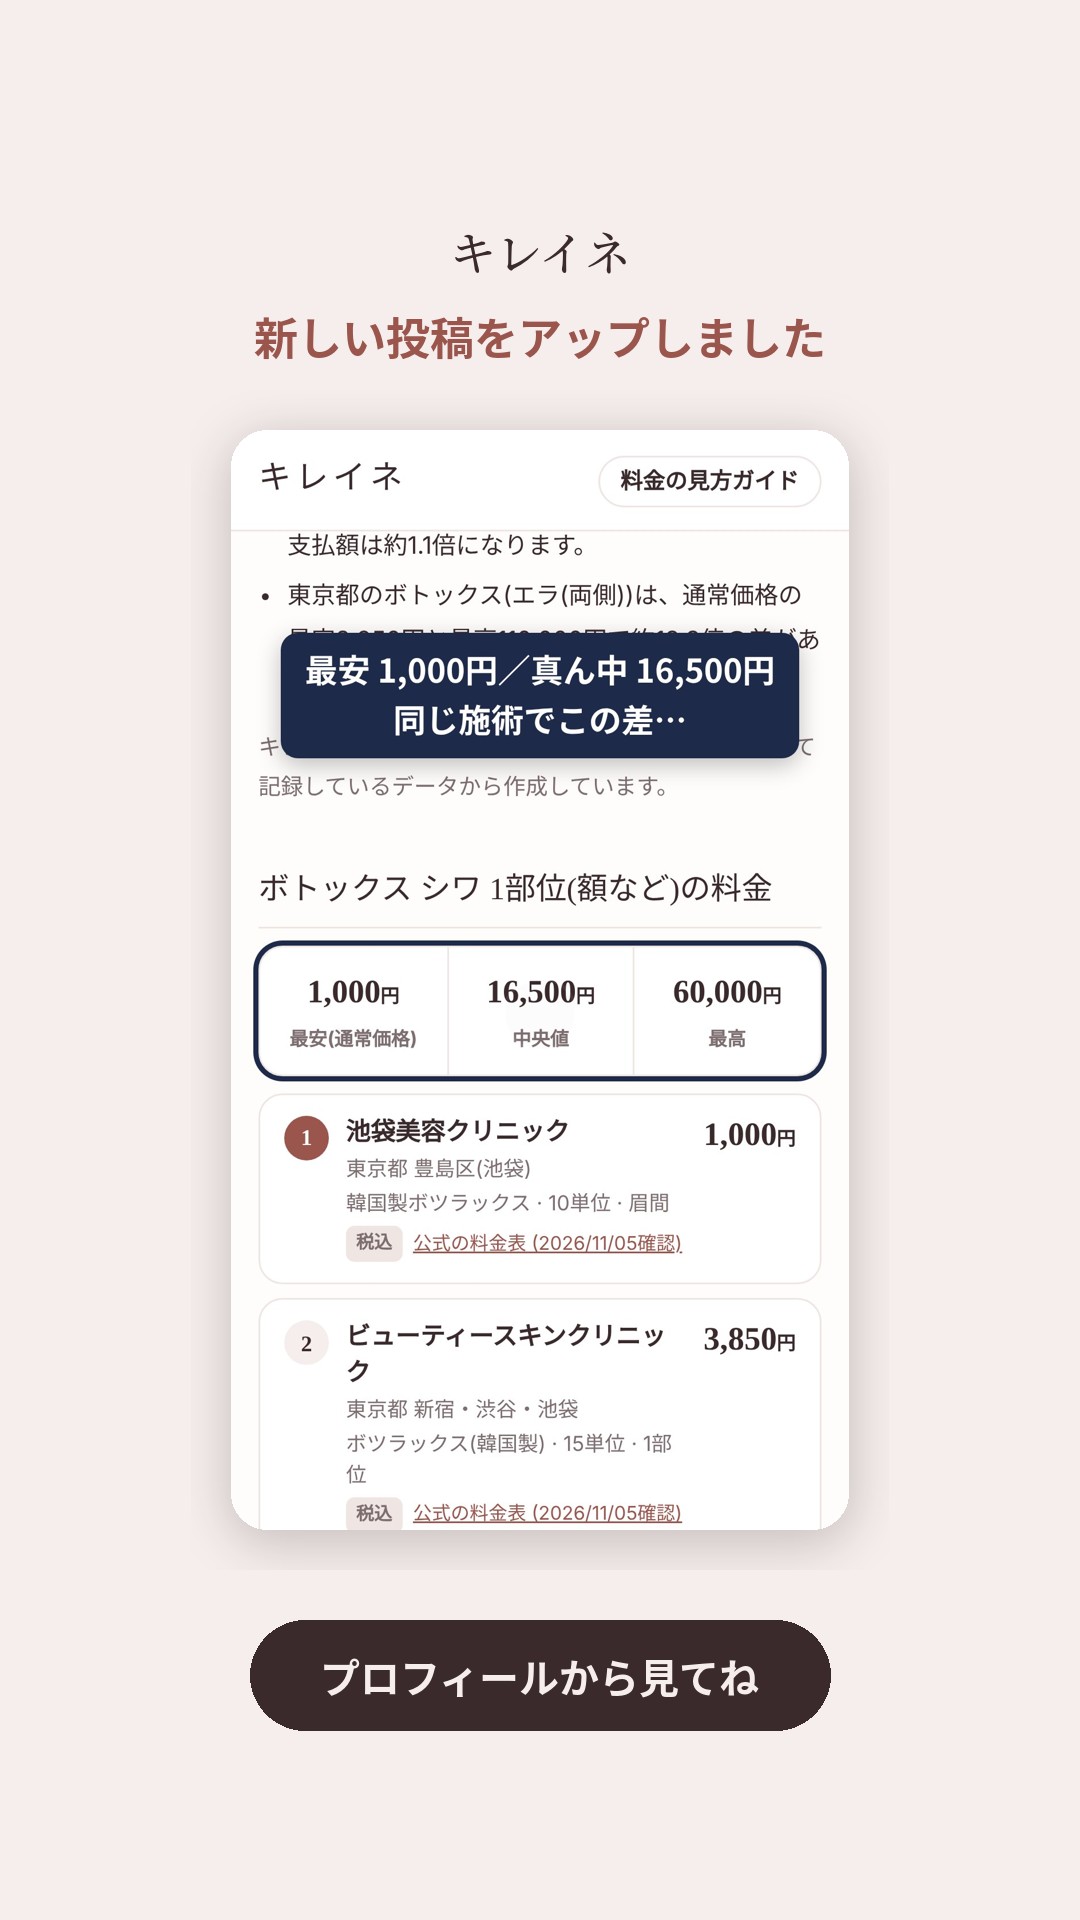 キレイネ
新しい投稿をアップしました
キレイネ
料金の見方ガイド
支払額は約1.1倍になります。
• 東京都のボトックス(エラ(両側))は、通常価格の
あ
最安 1,000円／真ん中 16,500円
同じ施術でこの差…
キ
て
記録しているデータから作成しています。
ボトックス シワ 1部位(額など)の料金
1,000円
最安(通常価格)
16,500円
中央値
60,000円
最高
1
池袋美容クリニック
1,000円
東京都 豊島区(池袋)
韓国製ボツラックス · 10単位 · 眉間
税込 公式の料金表 (2026/11/05確認)
2
ビューティースキンクリニッ
ク
3,850円
東京都 新宿・渋谷・池袋
ボツラックス(韓国製) · 15単位 · 1部
位
税込 公式の料金表 (2026/11/05確認)
プロフィールから見てね